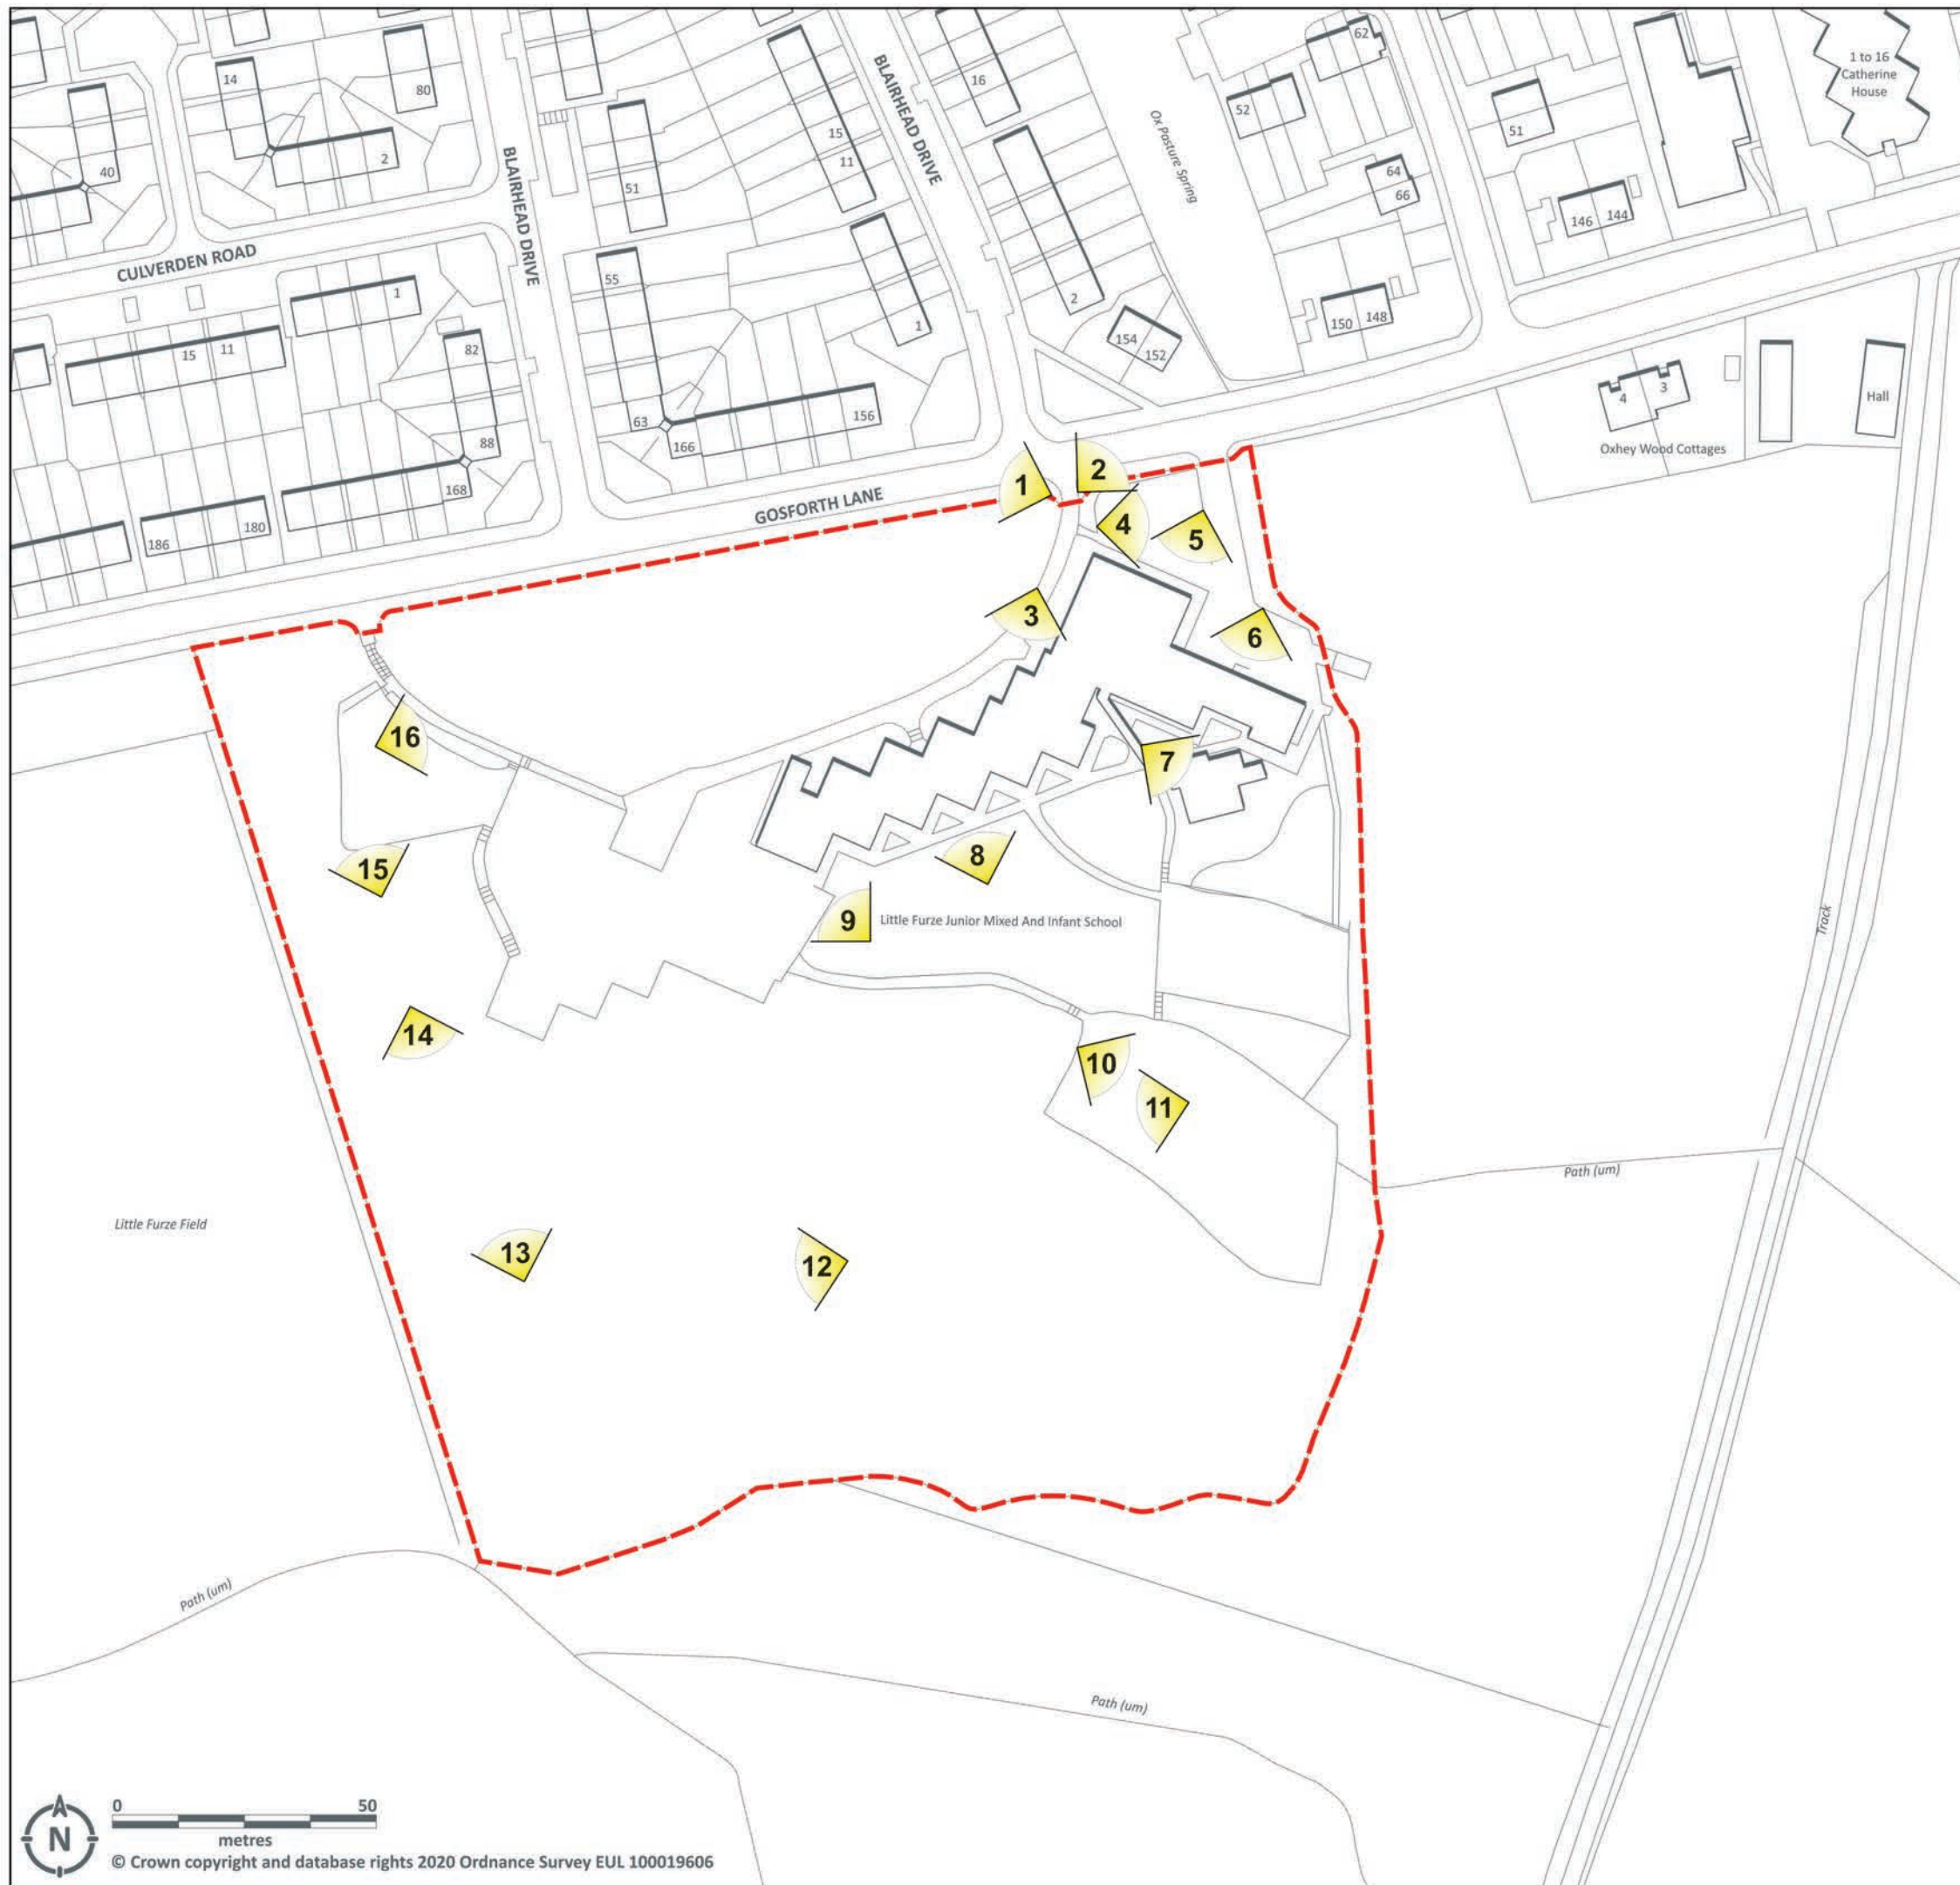 62
1 to 16
Catherine
House
14
80
16
BLAIRHEAD DRIVE
52
Ox Pasture Spring
51
15
11
40
2
BLAIRHEAD DRIVE
51
64
66
146
144
CULVERDEN ROAD
55
1
2
1
150
148
154
152
15
11
82
4
3
Hall
63
166
156
88
Oxhey Wood Cottages
168
GOSFORTH LANE
186
180
1
2
4
5
3
6
16
7
15
8
9
Little Furze Junior Mixed And Infant School
Track
14
10
11
Path (um)
Little Furze Field
13
12
Path (um)
Path (um)
N
0
50
metres
© Crown copyright and database rights 2020 Ordnance Survey EUL 100019606